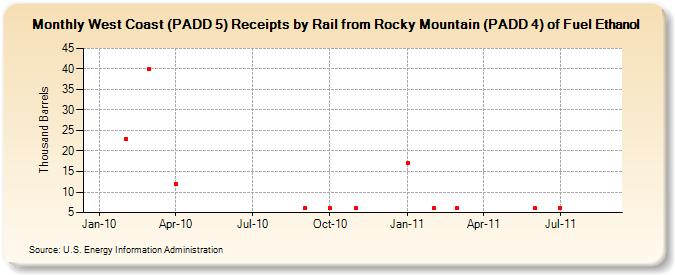 Monthly West Coast (PADD 5) Receipts by Rail from Rocky Mountain (PADD 4) of Fuel Ethanol
Thousand Barrels
45
40
35
30
25
20
15
10
5
Jan-10 Apr-10 Jul-10 Oct-10 Jan-11 Apr-11 Jul-11
Source: U.S. Energy Information Administration